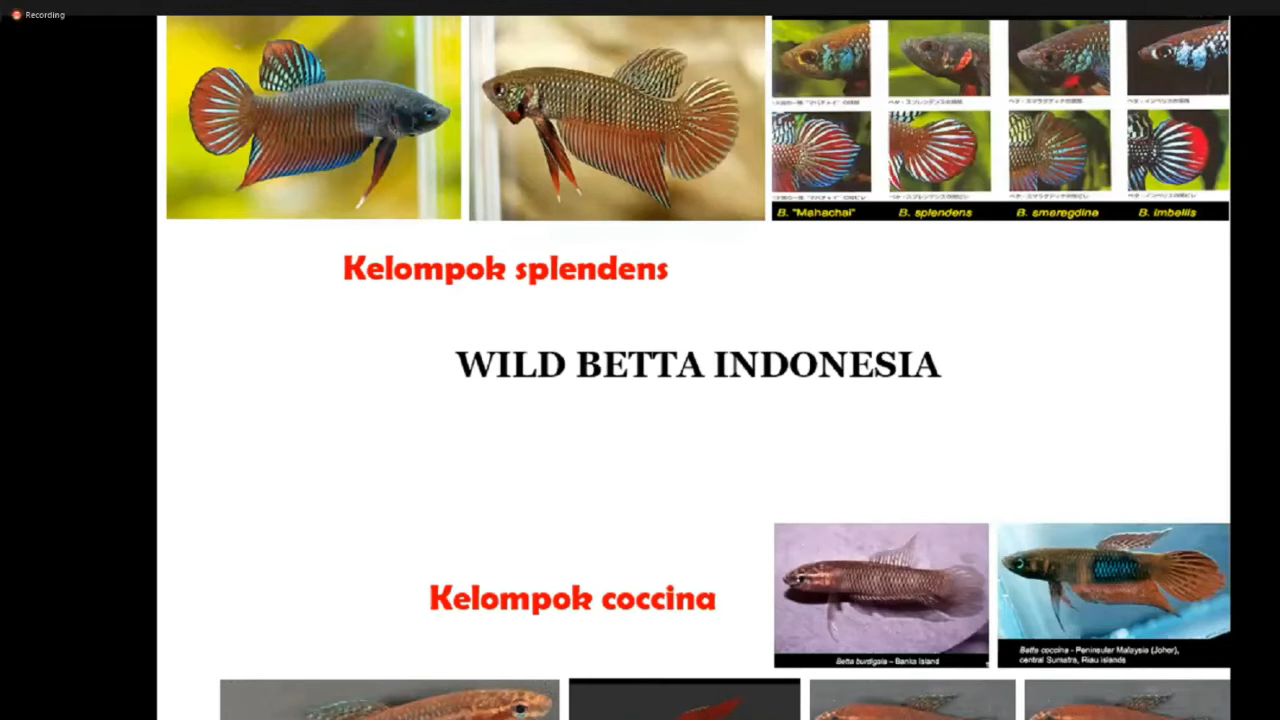 Recording
B. "Mahachai"
B. splendens
B. smaragdina
B. imbellis
Kelompok splendens
WILD BETTA INDONESIA
Kelompok coccina
Betta burdigala – Banka Island
Betta coccina - Peninsular Malaysia (Johor),
central Sumatra, Riau islands